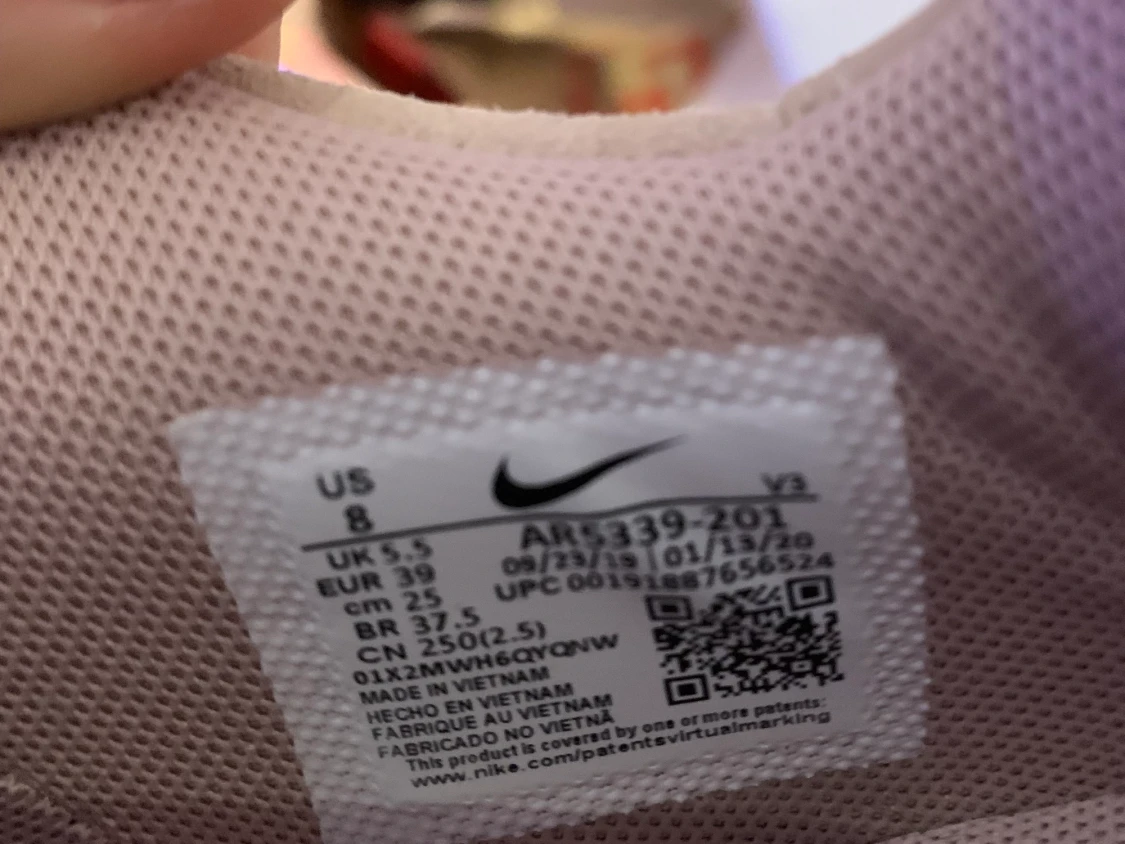 US
8
V3
AR5339-201
UK 5.5
09/23/19 | 01/13/20
EUR 39
UPC 00191887656524
cm 25
BR 37.5
CN 250(2.5)
01X2MWH6QYQNW
MADE IN VIETNAM
HECHO EN VIETNAM
FABRIQUE AU VIETNAM
FABRICADO NO VIETNÃ
This product is covered by one or more patents:
www.nike.com/patentsvirtualmarking